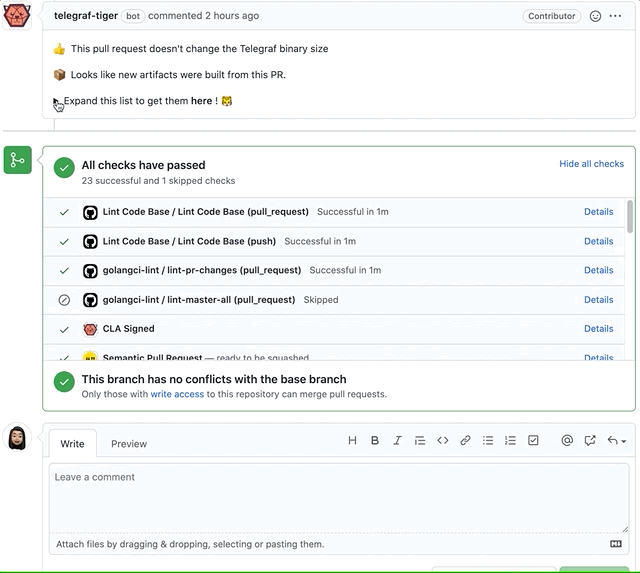 telegraf-tiger bot commented 2 hours ago Contributor
👍 This pull request doesn't change the Telegraf binary size
📦 Looks like new artifacts were built from this PR.
Expand this list to get them here ! 🐯
All checks have passed Hide all checks
23 successful and 1 skipped checks
Lint Code Base / Lint Code Base (pull_request) Successful in 1m Details
Lint Code Base / Lint Code Base (push) Successful in 1m Details
golangci-lint / lint-pr-changes (pull_request) Successful in 1m Details
golangci-lint / lint-master-all (pull_request) Skipped Details
CLA Signed Details
Semantic Pull Request — ready to be squashed Details
This branch has no conflicts with the base branch
Only those with write access to this repository can merge pull requests.
Write Preview H B I @
Leave a comment
Attach files by dragging & dropping, selecting or pasting them.